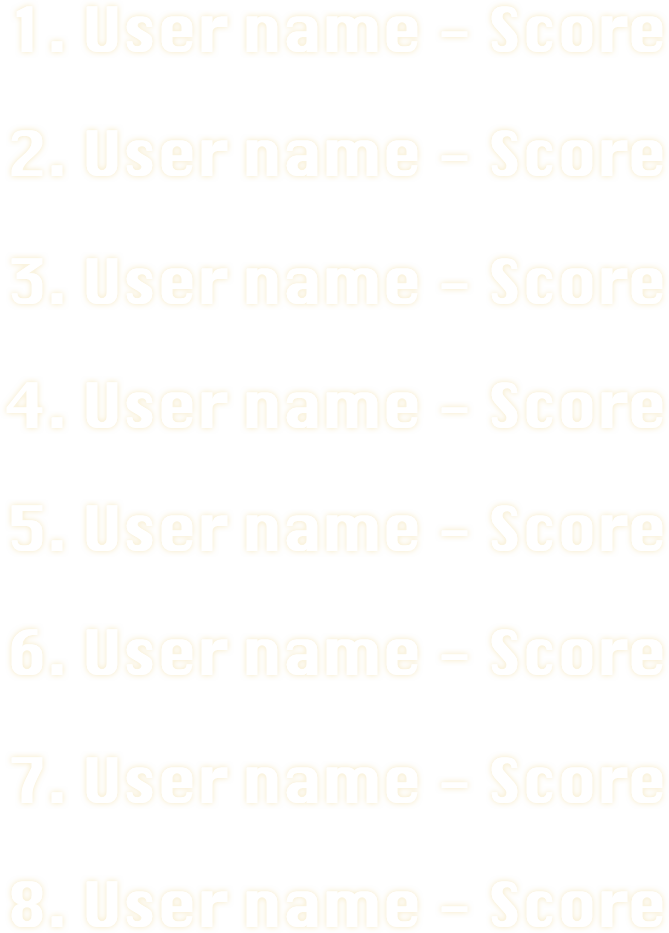 1. User name - Score
2. User name - Score
3. User name - Score
4. User name - Score
5. User name - Score
6. User name - Score
7. User name - Score
8. User name - Score